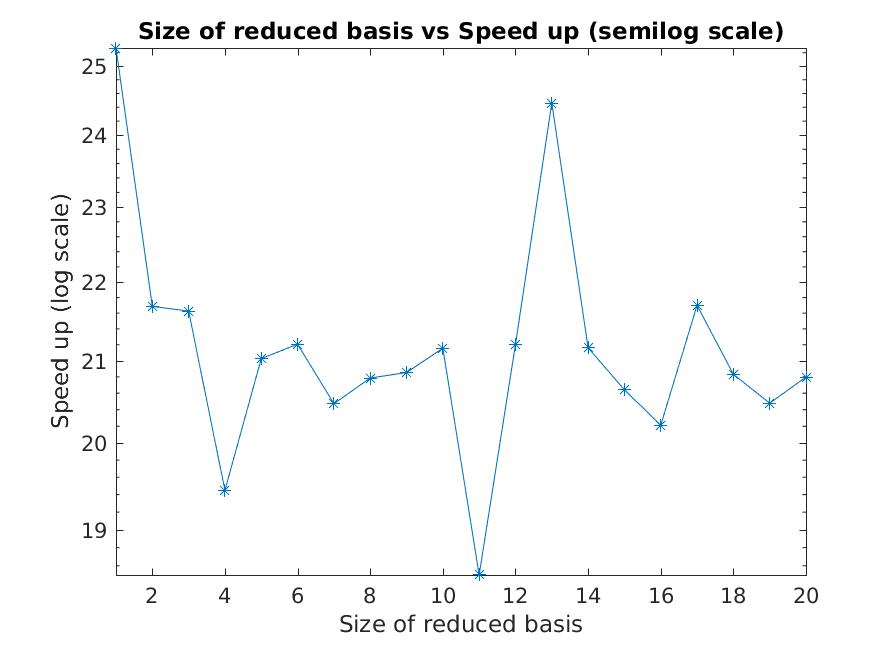 Size of reduced basis vs Speed up (semilog scale)
25
24
23
22
21
20
19
Speed up (log scale)
2 4 6 8 10 12 14 16 18 20
Size of reduced basis